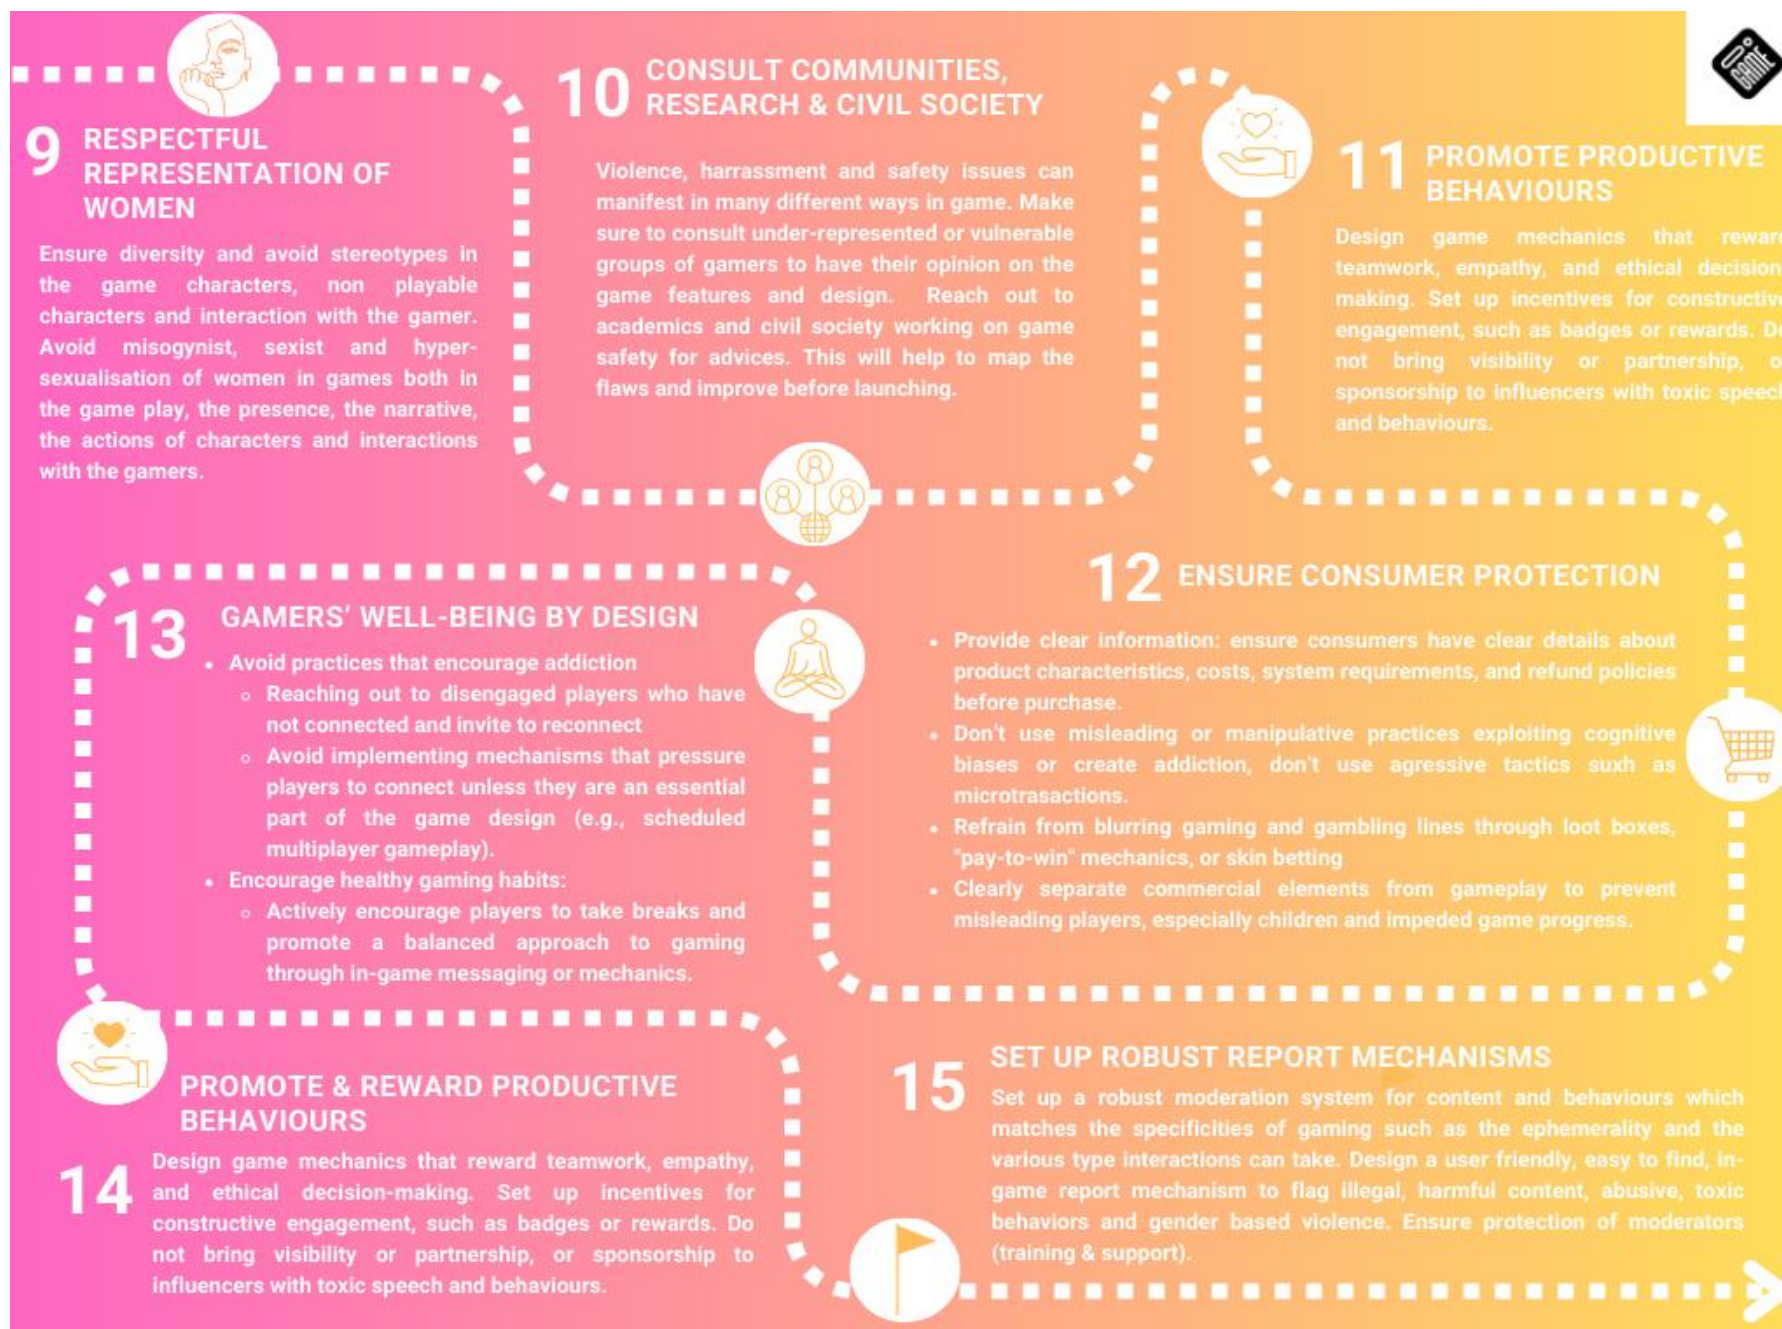 9
RESPECTFUL
REPRESENTATION OF
WOMEN
Ensure diversity and avoid stereotypes in
the game characters, non playable
characters and interaction with the gamer.
Avoid misogynist, sexist and hyper-
sexualisation of women in games both in
the game play, the presence, the narrative,
the actions of characters and interactions
with the gamers.
10
CONSULT COMMUNITIES,
RESEARCH & CIVIL SOCIETY
Violence, harrassment and safety issues can
manifest in many different ways in game. Make
sure to consult under-represented or vulnerable
groups of gamers to have their opinion on the
game features and design. Reach out to
academics and civil society working on game
safety for advices. This will help to map the
flaws and improve before launching.
GAME
11
PROMOTE PRODUCTIVE
BEHAVIOURS
Design game mechanics that rewar
teamwork, empathy, and ethical decision
making. Set up incentives for constructive
engagement, such as badges or rewards. Do
not bring visibility or partnership, o
sponsorship to influencers with toxic speech
and behaviours.
12
ENSURE CONSUMER PROTECTION
• Provide clear information: ensure consumers have clear details about
product characteristics, costs, system requirements, and refund policies
before purchase.
• Don't use misleading or manipulative practices exploiting cognitive
biases or create addiction, don't use agressive tactics suxh as
microtrasactions.
• Refrain from blurring gaming and gambling lines through loot boxes,
"pay-to-win" mechanics, or skin betting
• Clearly separate commercial elements from gameplay to prevent
misleading players, especially children and impeded game progress.
13
GAMERS' WELL-BEING BY DESIGN
• Avoid practices that encourage addiction
○ Reaching out to disengaged players who have
not connected and invite to reconnect
○ Avoid implementing mechanisms that pressure
players to connect unless they are an essential
part of the game design (e.g., scheduled
multiplayer gameplay).
• Encourage healthy gaming habits:
○ Actively encourage players to take breaks and
promote a balanced approach to gaming
through in-game messaging or mechanics.
14
PROMOTE & REWARD PRODUCTIVE
BEHAVIOURS
Design game mechanics that reward teamwork, empathy,
and ethical decision-making. Set up incentives for
constructive engagement, such as badges or rewards. Do
not bring visibility or partnership, or sponsorship to
influencers with toxic speech and behaviours.
15
SET UP ROBUST REPORT MECHANISMS
Set up a robust moderation system for content and behaviours which
matches the specificities of gaming such as the ephemerality and the
various type interactions can take. Design a user friendly, easy to find, in-
game report mechanism to flag illegal, harmful content, abusive, toxic
behaviors and gender based violence. Ensure protection of moderators
(training & support).